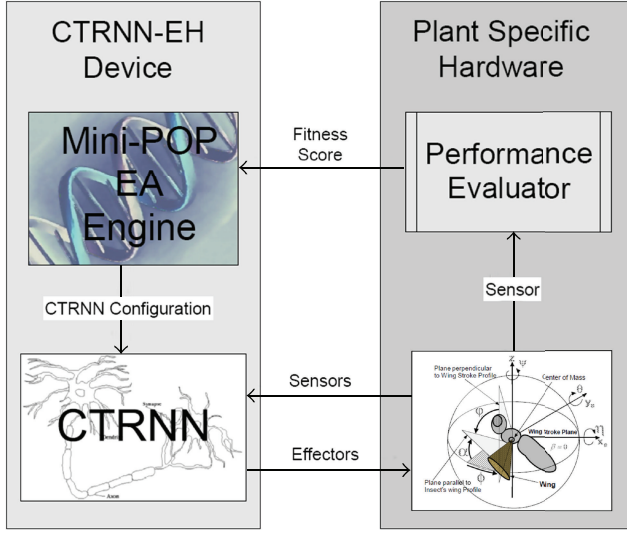 CTRNN-EH
Device
Plant Specific
Hardware
Mini-POP
EA
Engine
Fitness
Score
Performance
Evaluator
CTRNN Configuration
Sensor
CTRNN
Axon
Sensors
Effectors
Plane perpendicular
to Wing Stroke Profile
Center of Mass
z
ψ
θ
y
φ
Wing Stroke Plane
η
x
α
ϕ
Plane parallel to
Insect's wing Profile
Wing